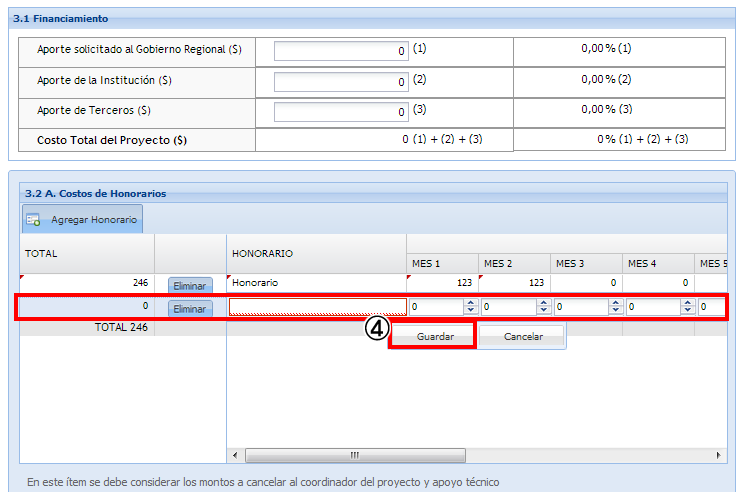 3.1 Financiamiento
Aporte solicitado al Gobierno Regional ($) 0 (1) 0,00% (1)
Aporte de la Institución ($) 0 (2) 0,00% (2)
Aporte de Terceros ($) 0 (3) 0,00% (3)
Costo Total del Proyecto ($) 0 (1) + (2) + (3) 0% (1) + (2) + (3)
3.2 A. Costos de Honorarios
Agregar Honorario
TOTAL HONORARIO
MES 1 MES 2 MES 3 MES 4 MES 5
246 Eliminar Honorario 123 123 0 0
0 Eliminar 0 0 0 0 0
TOTAL 246
④ Guardar Cancelar
En este ítem se debe considerar los montos a cancelar al coordinador del proyecto y apoyo técnico